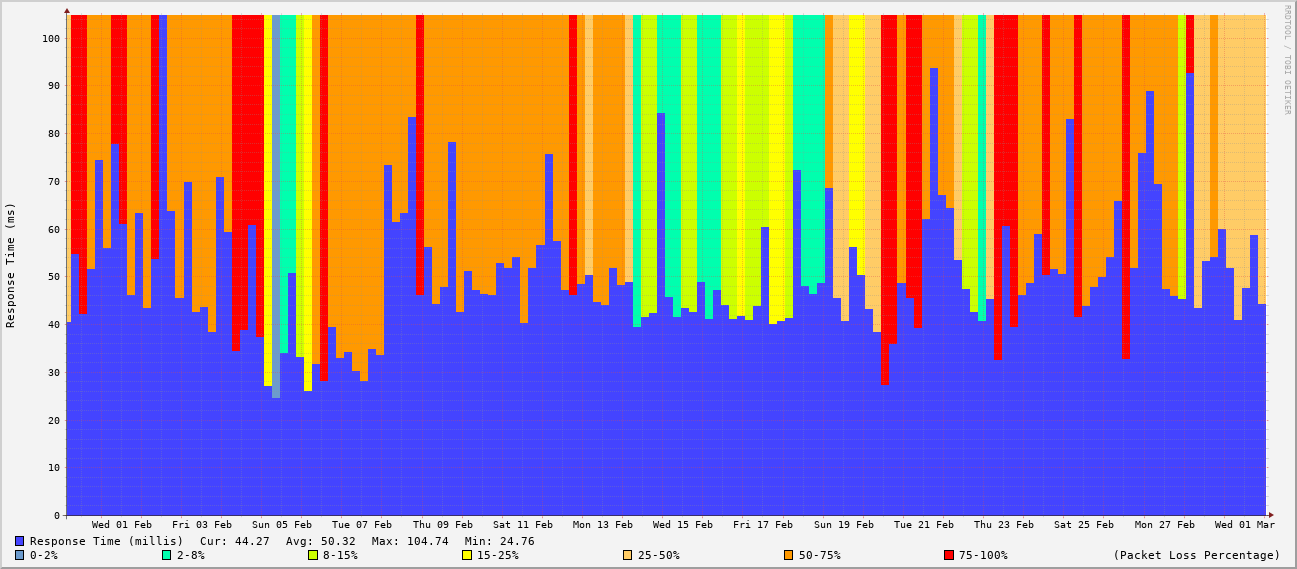 RRDTOOL / TOBI OETIKER
Response Time (ms)
100
90
80
70
60
50
40
30
20
10
0
Wed 01 Feb Fri 03 Feb Sun 05 Feb Tue 07 Feb Thu 09 Feb Sat 11 Feb Mon 13 Feb Wed 15 Feb Fri 17 Feb Sun 19 Feb Tue 21 Feb Thu 23 Feb Sat 25 Feb Mon 27 Feb Wed 01 Mar
Response Time (millis) Cur: 44.27 Avg: 50.32 Max: 104.74 Min: 24.76
0-2% 2-8% 8-15% 15-25% 25-50% 50-75% 75-100% (Packet Loss Percentage)